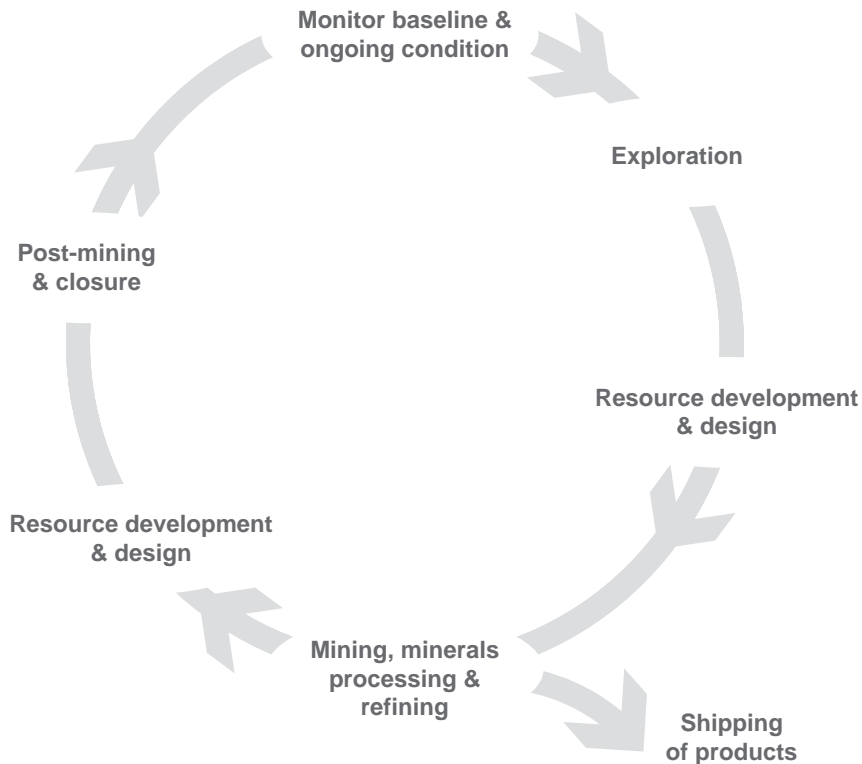 Monitor baseline &
ongoing condition
Exploration
Resource development
& design
Mining, minerals
processing &
refining
Shipping
of products
Resource development
& design
Post-mining
& closure